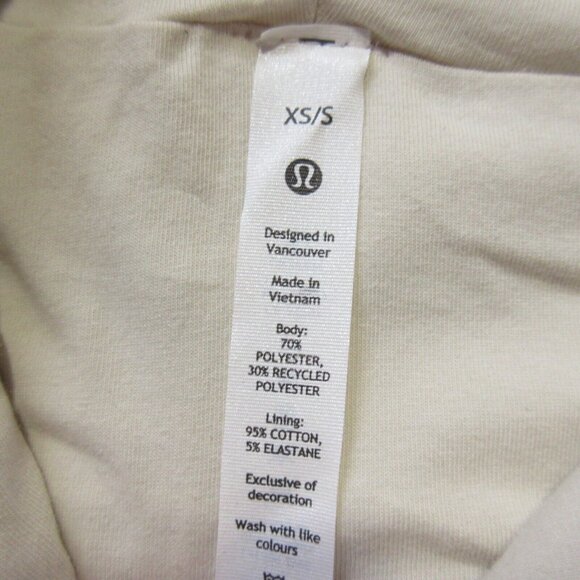 XS/S
Designed in
Vancouver
Made in
Vietnam
Body:
70%
POLYESTER,
30% RECYCLED
POLYESTER
Lining:
95% COTTON,
5% ELASTANE
Exclusive of
decoration
Wash with like
colours